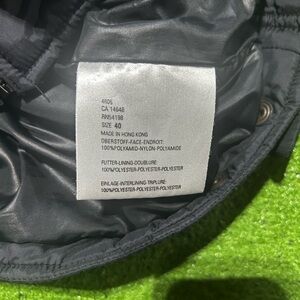 4605
CA 14648
RN54198
SIZE 40
MADE IN HONG KONG
OBERSTOFF-FACE-ENDROIT:
100%POLYAMID-NYLON-POLYAMIDE
FUTTER-LINING-DOUBLURE:
100%POLYESTER-POLYESTER-POLYESTER
EINLAGE-INTERLINING-TRIPLURE:
100%POLYESTER-POLYESTER-POLYESTER